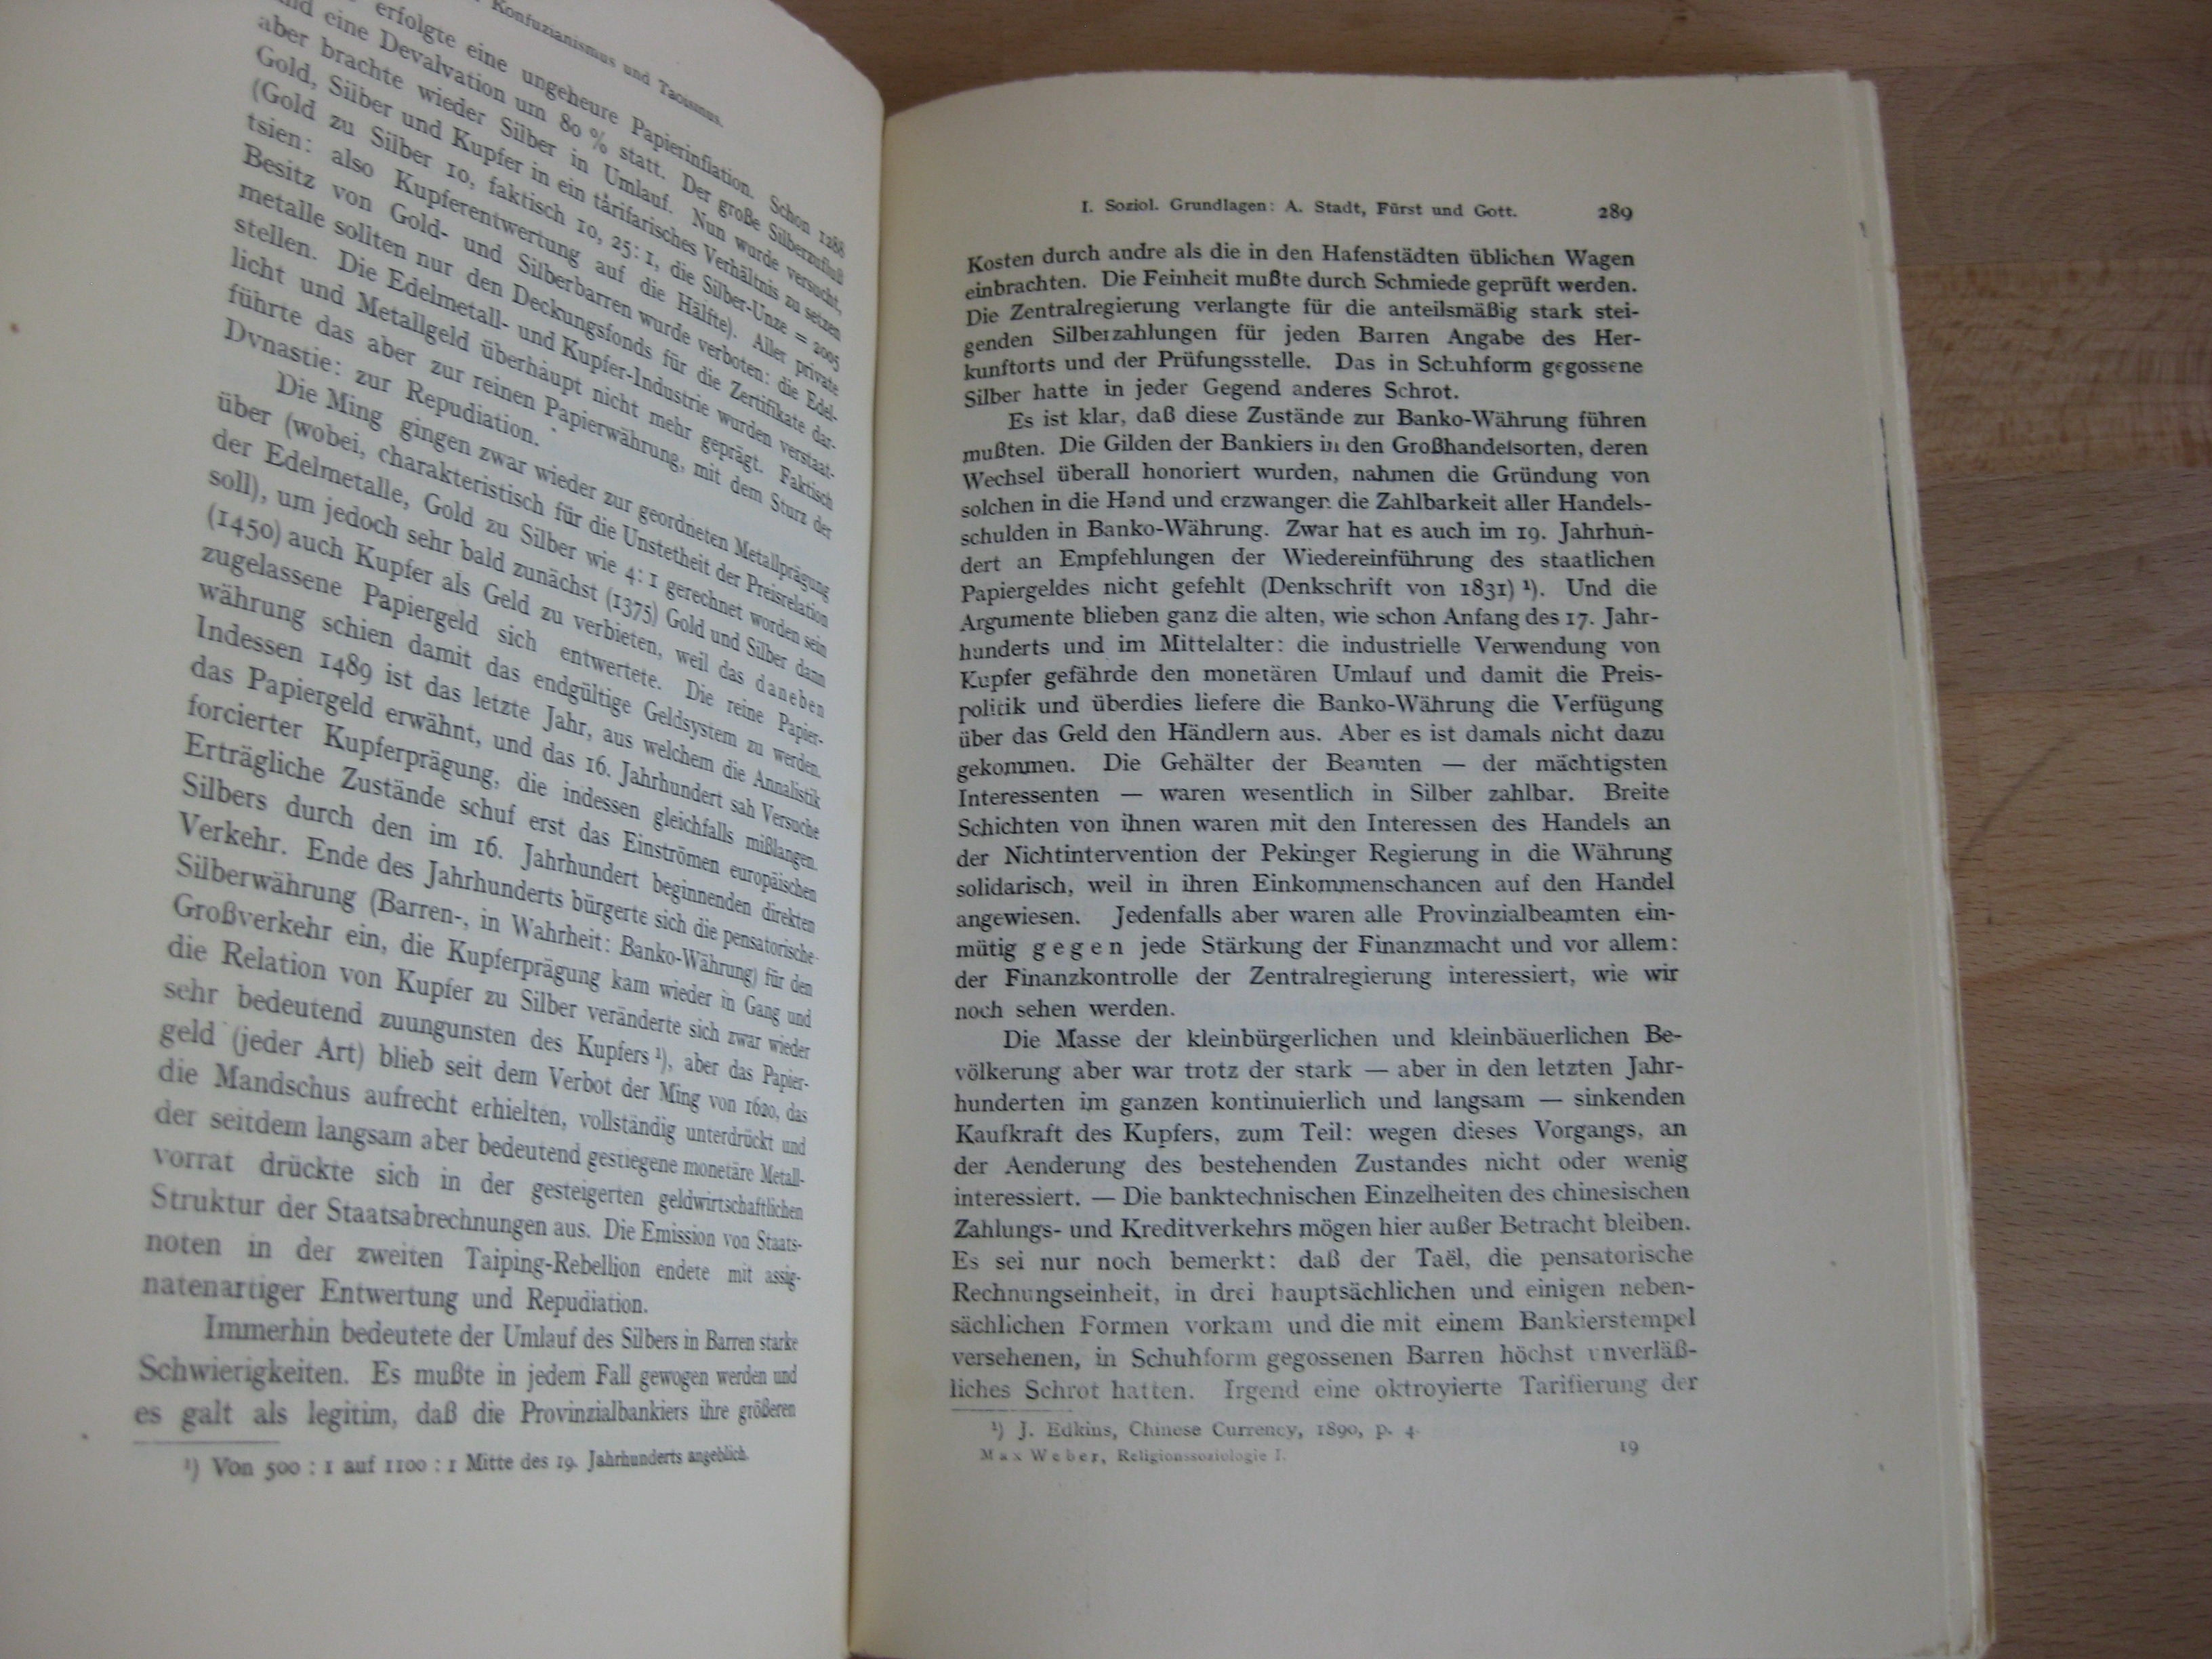 Konfuzianismus und Taoismus.
erfolgte eine ungeheure Papierinflation. Schon 1288
und eine Devalvation um 80 % statt. Der große Silberzufluß
aber brachte wieder Silber in Umlauf. Nun wurde versucht,
Gold, Silber und Kupfer in ein tarifarisches Verhältnis zu setzen
(Gold zu Silber 10, faktisch 10, 25: 1, die Silber-Unze = 2005
tsien: also Kupferentwertung auf die Hälfte). Aller private
Besitz von Gold- und Silberbarren wurde verboten: die Edel-
metalle sollten nur den Deckungsfonds für die Zertifikate dar-
stellen. Die Edelmetall- und Kupfer-Industrie wurden verstaat-
licht und Metallgeld überhaupt nicht mehr geprägt. Faktisch
führte das aber zur reinen Papierwährung, mit dem Sturz der
Dynastie: zur Repudiation.
Die Ming gingen zwar wieder zur geordneten Metallprägung
über (wobei, charakteristisch für die Unstetheit der Preisrelation
der Edelmetalle, Gold zu Silber wie 4: 1 gerechnet worden sein
soll), um jedoch sehr bald zunächst (1375) Gold und Silber dann
(1450) auch Kupfer als Geld zu verbieten, weil das daneben
zugelassene Papiergeld sich entwertete. Die reine Papier-
währung schien damit das endgültige Geldsystem zu werden.
Indessen 1489 ist das letzte Jahr, aus welchem die Annalistik
das Papiergeld erwähnt, und das 16. Jahrhundert sah Versuche
forcierter Kupferprägung, die indessen gleichfalls mißlangen.
Erträgliche Zustände schuf erst das Einströmen europäischen
Silbers durch den im 16. Jahrhundert beginnenden direkten
Verkehr. Ende des Jahrhunderts bürgerte sich die pensatorische
Silberwährung (Barren-, in Wahrheit: Banko-Währung) für den
Großverkehr ein, die Kupferprägung kam wieder in Gang und
die Relation von Kupfer zu Silber veränderte sich zwar wieder
sehr bedeutend zuungunsten des Kupfers ¹), aber das Papier-
geld (jeder Art) blieb seit dem Verbot der Ming von 1620, das
die Mandschus aufrecht erhielten, vollständig unterdrückt und
der seitdem langsam aber bedeutend gestiegene monetäre Metall-
vorrat drückte sich in der gesteigerten geldwirtschaftlichen
Struktur der Staatsabrechnungen aus. Die Emission von Staats-
noten in der zweiten Taiping-Rebellion endete mit assig-
natenartiger Entwertung und Repudiation.
Immerhin bedeutete der Umlauf des Silbers in Barren starke
Schwierigkeiten. Es mußte in jedem Fall gewogen werden und
es galt als legitim, daß die Provinzialbankiers ihre größeren
¹) Von 500 : 1 auf 1100 : 1 Mitte des 19. Jahrhunderts angeblich.
I. Soziol. Grundlagen: A. Stadt, Fürst und Gott. 289
Kosten durch andre als die in den Hafenstädten üblichen Wagen
einbrachten. Die Feinheit mußte durch Schmiede geprüft werden.
Die Zentralregierung verlangte für die anteilsmäßig stark stei-
genden Silberzahlungen für jeden Barren Angabe des Her-
kunftorts und der Prüfungsstelle. Das in Schuhform gegossene
Silber hatte in jeder Gegend anderes Schrot.
Es ist klar, daß diese Zustände zur Banko-Währung führen
mußten. Die Gilden der Bankiers in den Großhandelsorten, deren
Wechsel überall honoriert wurden, nahmen die Gründung von
solchen in die Hand und erzwangen die Zahlbarkeit aller Handels-
schulden in Banko-Währung. Zwar hat es auch im 19. Jahrhun-
dert an Empfehlungen der Wiedereinführung des staatlichen
Papiergeldes nicht gefehlt (Denkschrift von 1831) ¹). Und die
Argumente blieben ganz die alten, wie schon Anfang des 17. Jahr-
hunderts und im Mittelalter: die industrielle Verwendung von
Kupfer gefährde den monetären Umlauf und damit die Preis-
politik und überdies liefere die Banko-Währung die Verfügung
über das Geld den Händlern aus. Aber es ist damals nicht dazu
gekommen. Die Gehälter der Beamten — der mächtigsten
Interessenten — waren wesentlich in Silber zahlbar. Breite
Schichten von ihnen waren mit den Interessen des Handels an
der Nichtintervention der Pekinger Regierung in die Währung
solidarisch, weil in ihren Einkommenschancen auf den Handel
angewiesen. Jedenfalls aber waren alle Provinzialbeamten ein-
mütig gegen jede Stärkung der Finanzmacht und vor allem:
der Finanzkontrolle der Zentralregierung interessiert, wie wir
noch sehen werden.
Die Masse der kleinbürgerlichen und kleinbäuerlichen Be-
völkerung aber war trotz der stark — aber in den letzten Jahr-
hunderten im ganzen kontinuierlich und langsam — sinkenden
Kaufkraft des Kupfers, zum Teil: wegen dieses Vorgangs, an
der Aenderung des bestehenden Zustandes nicht oder wenig
interessiert. — Die banktechnischen Einzelheiten des chinesischen
Zahlungs- und Kreditverkehrs mögen hier außer Betracht bleiben.
Es sei nur noch bemerkt: daß der Taël, die pensatorische
Rechnungseinheit, in drei hauptsächlichen und einigen neben-
sächlichen Formen vorkam und die mit einem Bankierstempel
versehenen, in Schuhform gegossenen Barren höchst unverläß-
liches Schrot hatten. Irgend eine oktroyierte Tarifierung der
¹) J. Edkins, Chinese Currency, 1890, p. 4.
Max Weber, Religionssoziologie I. 19